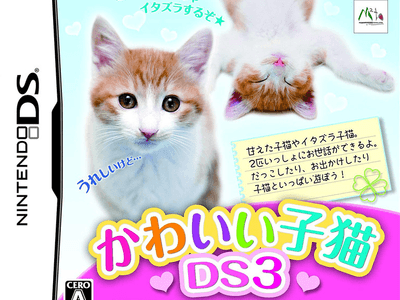 イタズラするぞ★
NINTENDO DS
うれしいけど…
甘えた子猫やイタズラ子猫。
2匹いっしょにお世話ができるよ。
だっこしたり、お出かけしたり
子猫といっぱい遊ぼう！
かわいい子猫
DS3
CERO
A